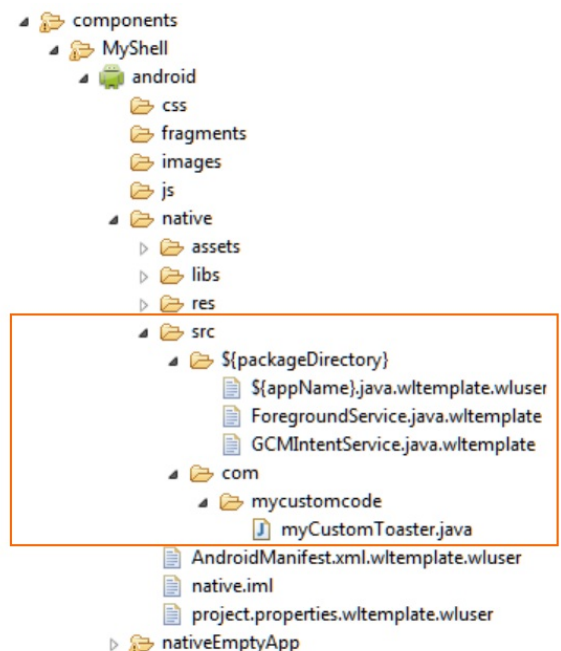 components
MyShell
android
css
fragments
images
js
native
assets
libs
res
src
${packageDirectory}
${appName}.java.wltemplate.wluser
ForegroundService.java.wltemplate
GCMIntentService.java.wltemplate
com
mycustomcode
myCustomToaster.java
AndroidManifest.xml.wltemplate.wluser
native.iml
project.properties.wltemplate.wluser
nativeEmptyApp